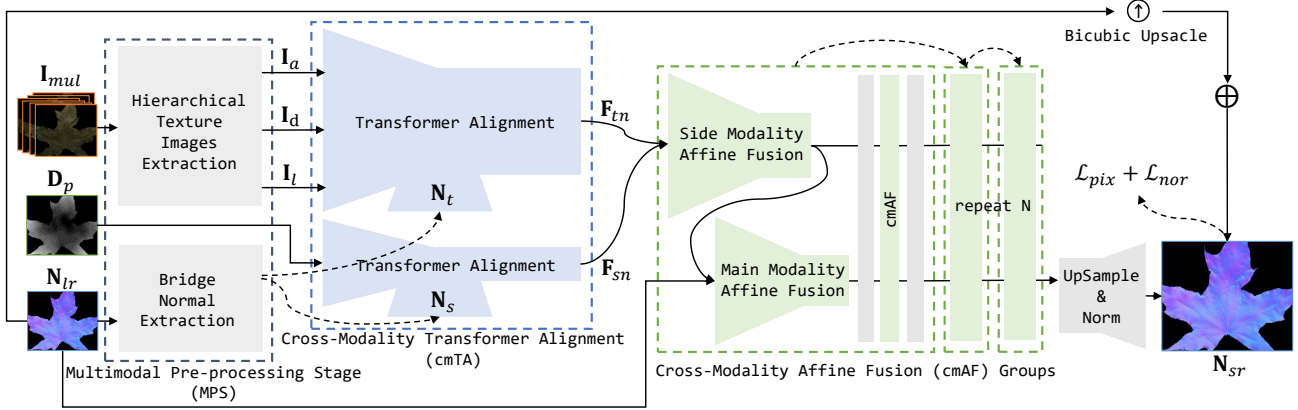 Bicubic Upsacle
I_mul
Hierarchical
Texture
Images
Extraction
I_a
I_d
I_l
Transformer Alignment
N_t
F_tn
D_p
N_lr
Bridge
Normal
Extraction
Transformer Alignment
N_s
F_sn
Cross-Modality Transformer Alignment
(cmTA)
Multimodal Pre-processing Stage
(MPS)
Side Modality
Affine Fusion
Main Modality
Affine Fusion
cmAF
repeat N
Cross-Modality Affine Fusion (cmAF) Groups
UpSample
&
Norm
ℒ_pix + ℒ_nor
N_sr